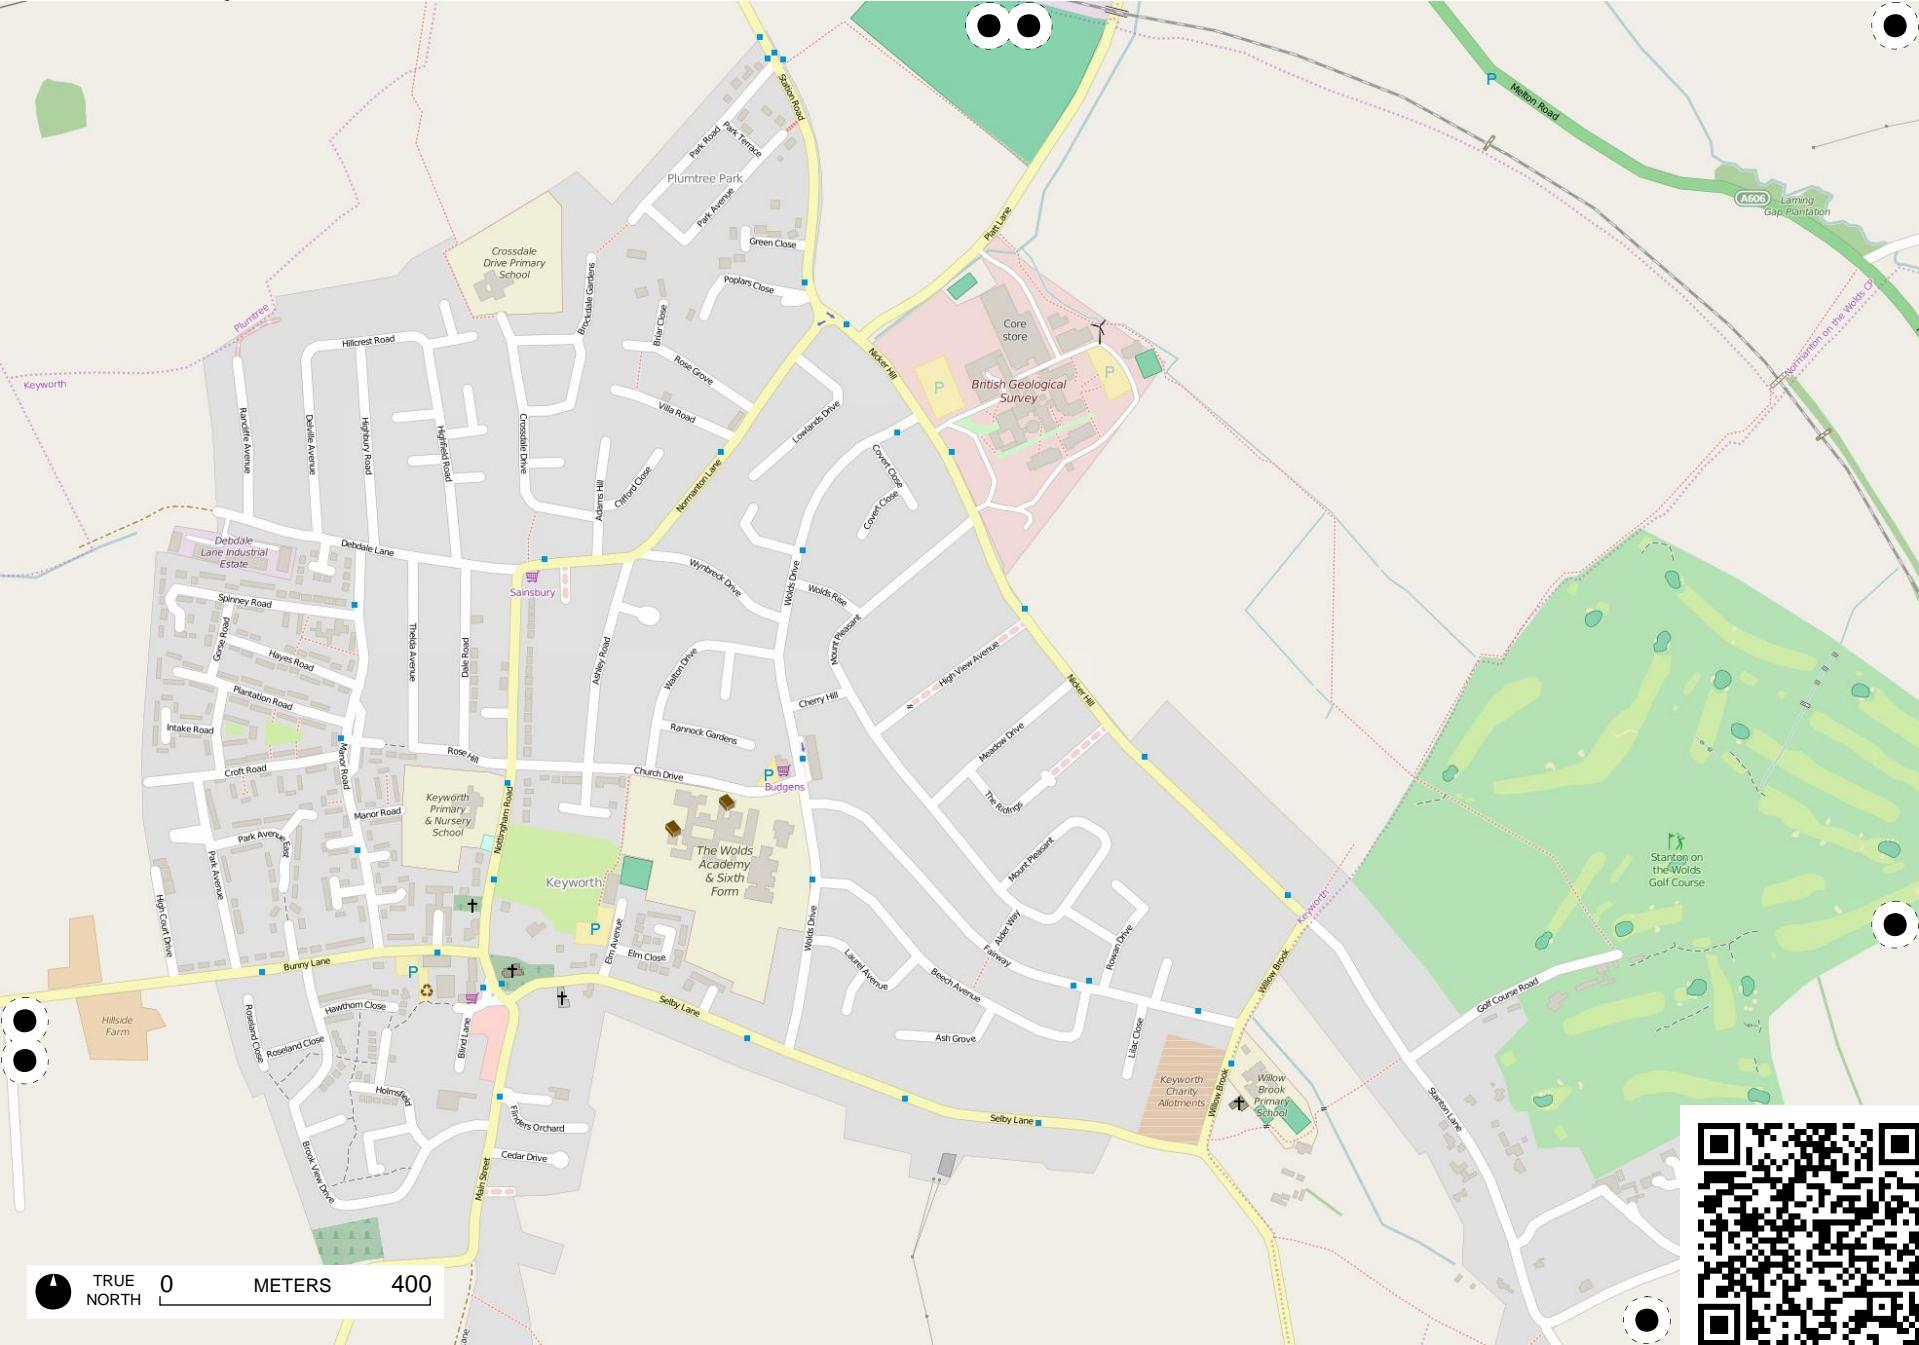 Station Road
Melton Road
P
Park Road
Park Terrace
Plumtree Park
Park Avenue
A606
Laming
Gap Plantation
Platt Lane
Green Close
Crossdale
Drive Primary
School
Poplars Close
Brockdale Gardens
Briar Close
Plumtree
Normanton on the Wolds CP
Core
store
Hillcrest Road
Nicker Hill
Rose Grove
Keyworth
P
P
British Geological
Survey
Villa Road
Lowlands Drive
Rancliffe Avenue
Delville Avenue
Highbury Road
Highfield Road
Crossdale Drive
Covert Close
Covert Close
Clifford Close
Adams Hill
Normanton Lane
Debdale
Lane Industrial
Estate
Debdale Lane
Sainsbury
Wynbreck Drive
Wolds Drive
Wolds Rise
Spinney Road
Gorse Road
Hayes Road
Thelda Avenue
Dale Road
Ashley Road
Mount Pleasant
Walton Drive
High View Avenue
Nicker Hill
Plantation Road
Cherry Hill
Intake Road
Rannock Gardens
Meadow Drive
Manor Road
Rose Hill
Croft Road
Church Drive
P
Budgens
The Ridings
Keyworth
Primary
& Nursery
School
Manor Road
Nottingham Road
Park Avenue
East
Park Avenue
The Wolds
Academy
& Sixth
Form
Mount Pleasant
Stanton on
the Wolds
Golf Course
Keyworth
High Court Drive
Keyworth
P
Elm Avenue
Elm Close
Wolds Drive
Alder Way
Fairway
Rowan Drive
Laurel Avenue
Beech Avenue
Willow Brook
Bunny Lane
P
Golf Course Road
Selby Lane
Hillside
Farm
Roseland Close
Hawthorn Close
Roseland Close
Blind Lane
Ash Grove
Lilac Close
Holmsfield
Keyworth
Charity
Allotments
Willow Brook
Willow
Brook
Primary
School
Flinders Orchard
Selby Lane
Stanton Lane
Brook View Drive
Cedar Drive
Main Street
TRUE
NORTH
0 METERS 400